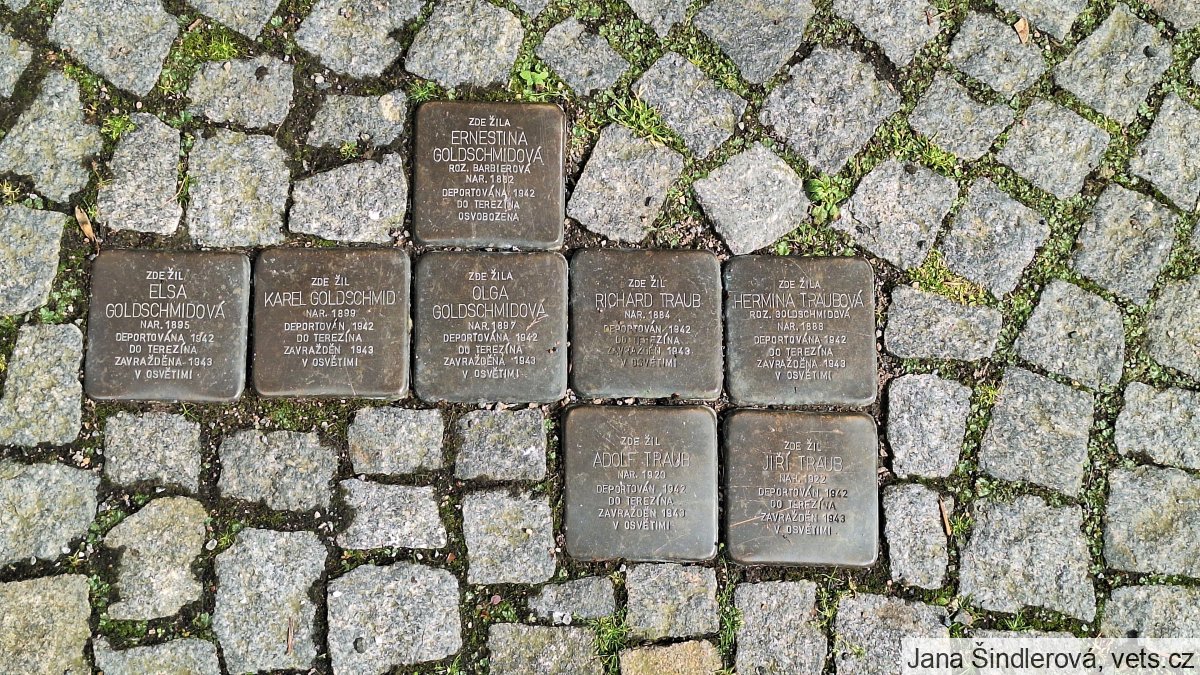 ZDE ŽILA
ERNESTINA
GOLDSCHMIDOVÁ
ROZ. BARBIEROVÁ
NAR. 1862
DEPORTOVÁNA 1942
DO TEREZÍNA
OSVOBOZENA
ZDE ŽILA
ELSA
GOLDSCHMIDOVÁ
NAR. 1895
DEPORTOVÁNA 1942
DO TEREZÍNA
ZAVRAŽDĚNA 1943
V OSVĚTIMI
ZDE ŽIL
KAREL GOLDSCHMID
NAR. 1899
DEPORTOVÁN 1942
DO TEREZÍNA
ZAVRAŽDĚN 1943
V OSVĚTIMI
ZDE ŽILA
OLGA
GOLDSCHMIDOVÁ
NAR. 1897
DEPORTOVÁNA 1942
DO TEREZÍNA
ZAVRAŽDĚNA 1943
V OSVĚTIMI
ZDE ŽIL
RICHARD TRAUB
NAR. 1884
DEPORTOVÁN 1942
DO TEREZÍNA
ZAVRAŽDĚN 1943
V OSVĚTIMI
ZDE ŽILA
HERMINA TRAUBOVÁ
ROZ. GOLDSCHMIDOVÁ
NAR. 1888
DEPORTOVÁNA 1942
DO TEREZÍNA
ZAVRAŽDĚNA 1943
V OSVĚTIMI
ZDE ŽIL
ADOLF TRAUB
NAR. 1920
DEPORTOVÁN 1942
DO TEREZÍNA
ZAVRAŽDĚN 1943
V OSVĚTIMI
ZDE ŽIL
JIŘÍ TRAUB
NAR. 1922
DEPORTOVÁN 1942
DO TEREZÍNA
ZAVRAŽDĚN 1943
V OSVĚTIMI
Jana Šindlerová, vets.cz